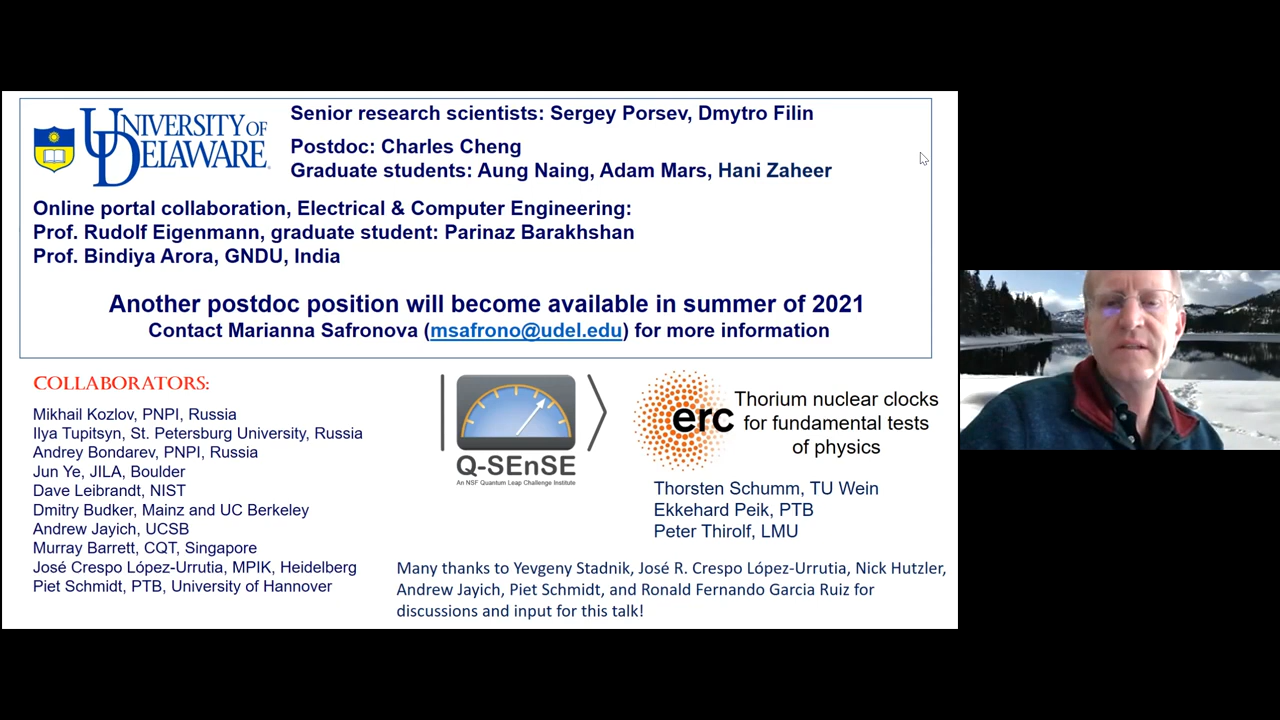 UNIVERSITY OF
DELAWARE.
Senior research scientists: Sergey Porsev, Dmytro Filin
Postdoc: Charles Cheng
Graduate students: Aung Naing, Adam Mars, Hani Zaheer
Online portal collaboration, Electrical & Computer Engineering:
Prof. Rudolf Eigenmann, graduate student: Parinaz Barakhshan
Prof. Bindiya Arora, GNDU, India
Another postdoc position will become available in summer of 2021
Contact Marianna Safronova (msafrono@udel.edu) for more information
COLLABORATORS:
Mikhail Kozlov, PNPI, Russia
Ilya Tupitsyn, St. Petersburg University, Russia
Andrey Bondarev, PNPI, Russia
Jun Ye, JILA, Boulder
Dave Leibrandt, NIST
Dmitry Budker, Mainz and UC Berkeley
Andrew Jayich, UCSB
Murray Barrett, CQT, Singapore
José Crespo López-Urrutia, MPIK, Heidelberg
Piet Schmidt, PTB, University of Hannover
Q-SEnSE
An NSF Quantum Leap Challenge Institute
erc
Thorium nuclear clocks
for fundamental tests
of physics
Thorsten Schumm, TU Wein
Ekkehard Peik, PTB
Peter Thirolf, LMU
Many thanks to Yevgeny Stadnik, José R. Crespo López-Urrutia, Nick Hutzler,
Andrew Jayich, Piet Schmidt, and Ronald Fernando Garcia Ruiz for
discussions and input for this talk!